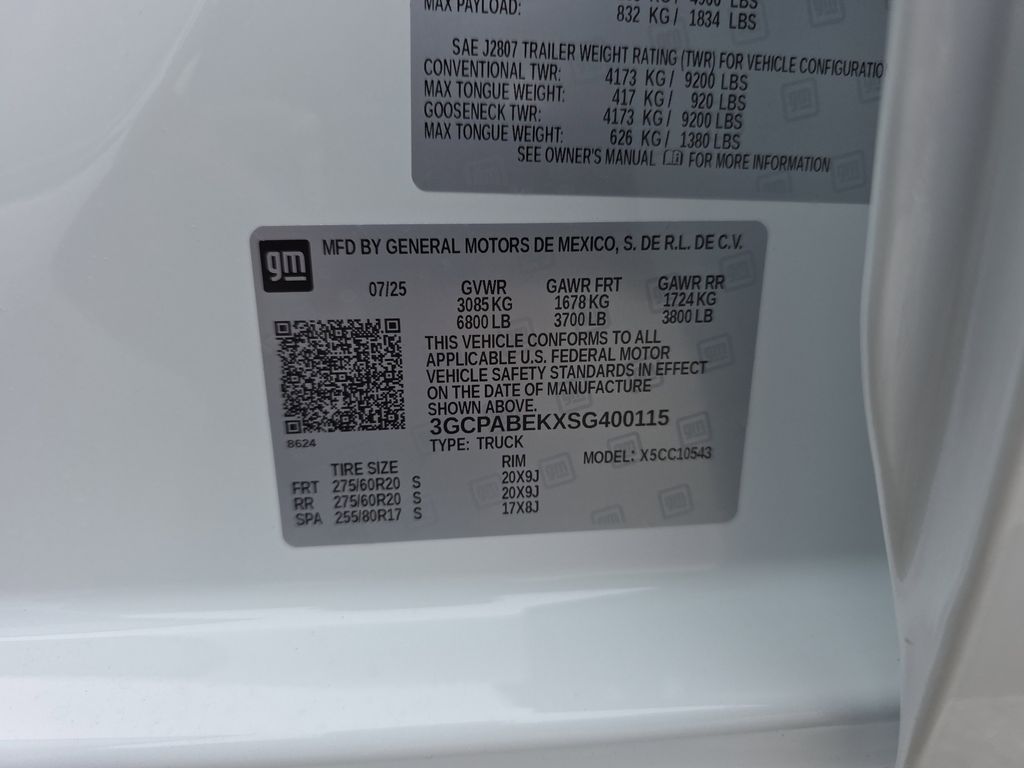 MAX PAYLOAD: 832 KG/ 1834 LBS
SAE J2807 TRAILER WEIGHT RATING (TWR) FOR VEHICLE CONFIGURATIO
CONVENTIONAL TWR: 4173 KG/ 9200 LBS
MAX TONGUE WEIGHT: 417 KG/ 920 LBS
GOOSENECK TWR: 4173 KG/ 9200 LBS
MAX TONGUE WEIGHT: 626 KG/ 1380 LBS
SEE OWNER'S MANUAL FOR MORE INFORMATION
gm
MFD BY GENERAL MOTORS DE MEXICO, S. DE R.L. DE C.V.
07/25 GVWR GAWR FRT GAWR RR
3085 KG 1678 KG 1724 KG
6800 LB 3700 LB 3800 LB
THIS VEHICLE CONFORMS TO ALL
APPLICABLE U.S. FEDERAL MOTOR
VEHICLE SAFETY STANDARDS IN EFFECT
ON THE DATE OF MANUFACTURE
SHOWN ABOVE.
3GCPABEKXSG400115
8624
TYPE: TRUCK
TIRE SIZE RIM MODEL: X5CC10543
FRT 275/60R20 S 20X9J
RR 275/60R20 S 20X9J
SPA 255/80R17 S 17X8J